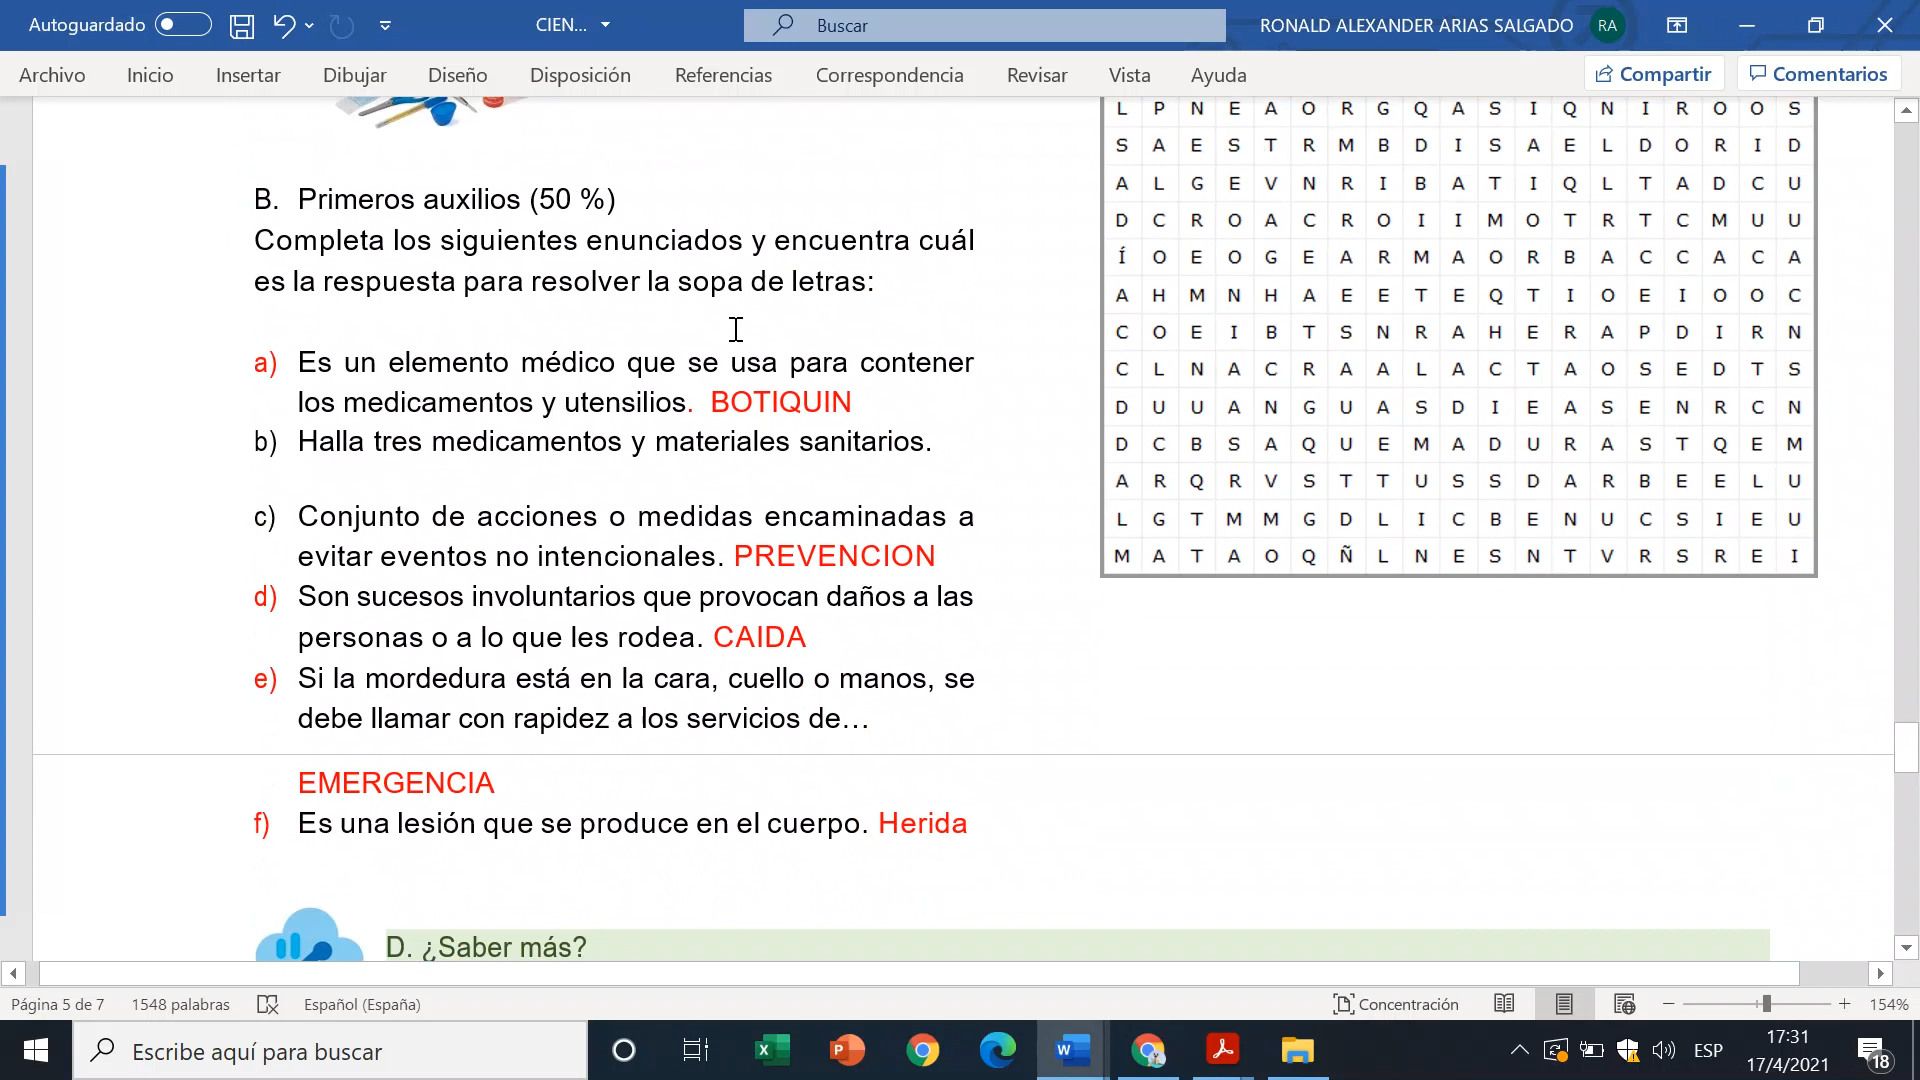 Autoguardado
CIEN...
Buscar
RONALD ALEXANDER ARIAS SALGADO
RA
Archivo Inicio Insertar Dibujar Diseño Disposición Referencias Correspondencia Revisar Vista Ayuda
Compartir
Comentarios
B. Primeros auxilios (50 %)
Completa los siguientes enunciados y encuentra cuál
es la respuesta para resolver la sopa de letras:
a) Es un elemento médico que se usa para contener
los medicamentos y utensilios. BOTIQUIN
b) Halla tres medicamentos y materiales sanitarios.
c) Conjunto de acciones o medidas encaminadas a
evitar eventos no intencionales. PREVENCION
d) Son sucesos involuntarios que provocan daños a las
personas o a lo que les rodea. CAIDA
e) Si la mordedura está en la cara, cuello o manos, se
debe llamar con rapidez a los servicios de…
EMERGENCIA
f) Es una lesión que se produce en el cuerpo. Herida
L P N E A O R G Q A S I Q N I R O O S
S A E S T R M B D I S A E L D O R I D
A L G E V N R I B A T I Q L T A D C U
D C R O A C R O I I M O T R T C M U U
Í O E O G E A R M A O R B A C C A C A
A H M N H A E E T E Q T I O E I O O C
C O E I B T S N R A H E R A P D I R N
C L N A C R A A L A C T A O S E D T S
D U U A N G U A S D I E A S E N R C N
D C B S A Q U E M A D U R A S T Q E M
A R Q R V S T T U S S D A R B E E L U
L G T M M G D L I C B E N U C S I E U
M A T A O Q Ñ L N E S N T V R S R E I
D. ¿Saber más?
Página 5 de 7
1548 palabras
Español (España)
Concentración
154%
Escribe aquí para buscar
ESP
17:31
17/4/2021
18